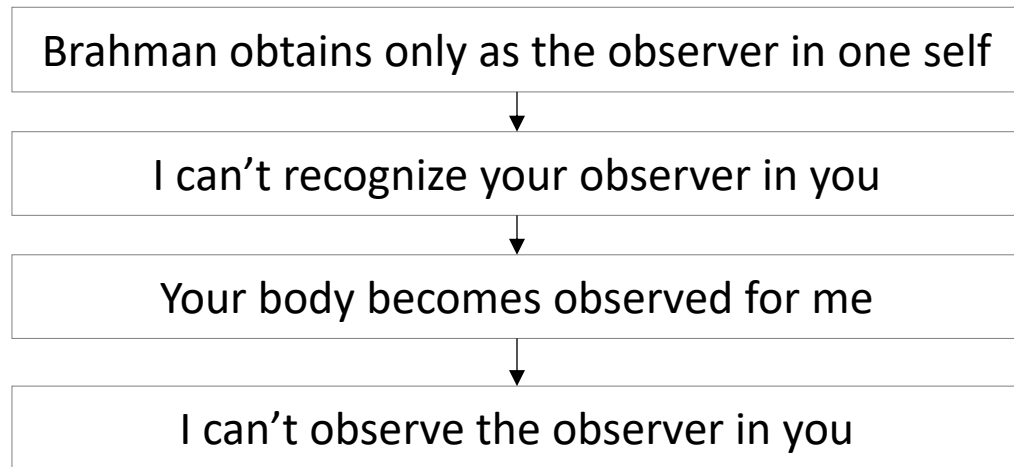 Brahman obtains only as the observer in one self
I can’t recognize your observer in you
Your body becomes observed for me
I can’t observe the observer in you